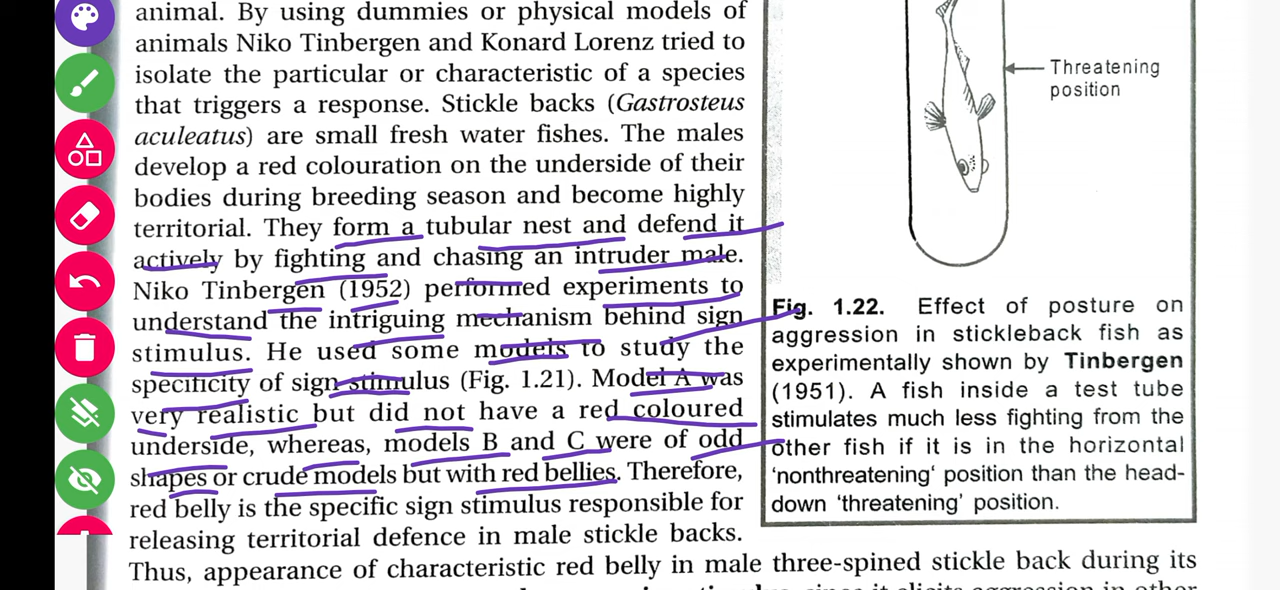 animal. By using dummies or physical models of
animals Niko Tinbergen and Konard Lorenz tried to
isolate the particular or characteristic of a species
that triggers a response. Stickle backs (Gastrosteus
aculeatus) are small fresh water fishes. The males
develop a red colouration on the underside of their
bodies during breeding season and become highly
territorial. They form a tubular nest and defend it
actively by fighting and chasing an intruder male.
Niko Tinbergen (1952) performed experiments to
understand the intriguing mechanism behind sign
stimulus. He used some models to study the
specificity of sign stimulus (Fig. 1.21). Model A was
very realistic but did not have a red coloured
underside, whereas, models B and C were of odd
shapes or crude models but with red bellies. Therefore,
red belly is the specific sign stimulus responsible for
releasing territorial defence in male stickle backs.
Thus, appearance of characteristic red belly in male three-spined stickle back during its
Threatening
position
Fig. 1.22. Effect of posture on
aggression in stickleback fish as
experimentally shown by Tinbergen
(1951). A fish inside a test tube
stimulates much less fighting from the
other fish if it is in the horizontal
'nonthreatening' position than the head-
down 'threatening' position.